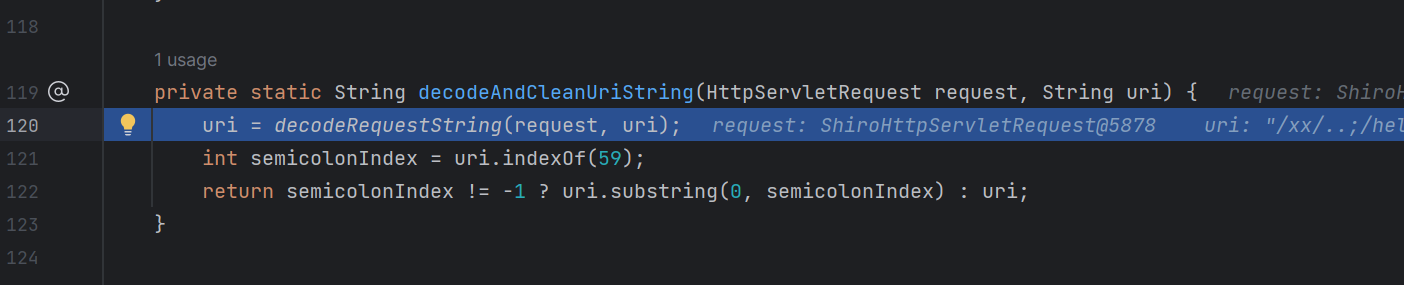 118
1 usage
119 @ private static String decodeAndCleanUriString(HttpServletRequest request, String uri) { request: ShiroH
120 uri = decodeRequestString(request, uri); request: ShiroHttpServletRequest@5878 uri: "/xx/..;/hel
121 int semicolonIndex = uri.indexOf(59);
122 return semicolonIndex != -1 ? uri.substring(0, semicolonIndex) : uri;
123 }
124